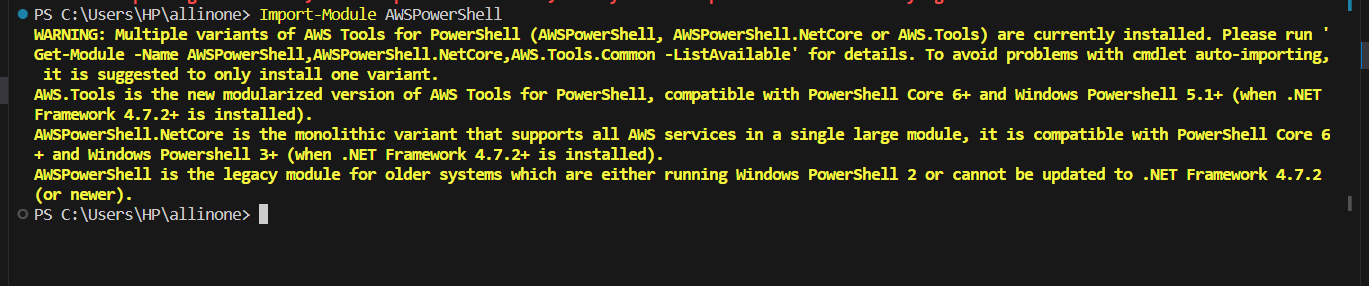 PS C:\Users\HP\allinone> Import-Module AWSPowerShell
WARNING: Multiple variants of AWS Tools for PowerShell (AWSPowerShell, AWSPowerShell.NetCore or AWS.Tools) are currently installed. Please run '
Get-Module -Name AWSPowerShell,AWSPowerShell.NetCore,AWS.Tools.Common -ListAvailable' for details. To avoid problems with cmdlet auto-importing,
 it is suggested to only install one variant.
AWS.Tools is the new modularized version of AWS Tools for PowerShell, compatible with PowerShell Core 6+ and Windows Powershell 5.1+ (when .NET
Framework 4.7.2+ is installed).
AWSPowerShell.NetCore is the monolithic variant that supports all AWS services in a single large module, it is compatible with PowerShell Core 6
+ and Windows Powershell 3+ (when .NET Framework 4.7.2+ is installed).
AWSPowerShell is the legacy module for older systems which are either running Windows PowerShell 2 or cannot be updated to .NET Framework 4.7.2
(or newer).
PS C:\Users\HP\allinone>